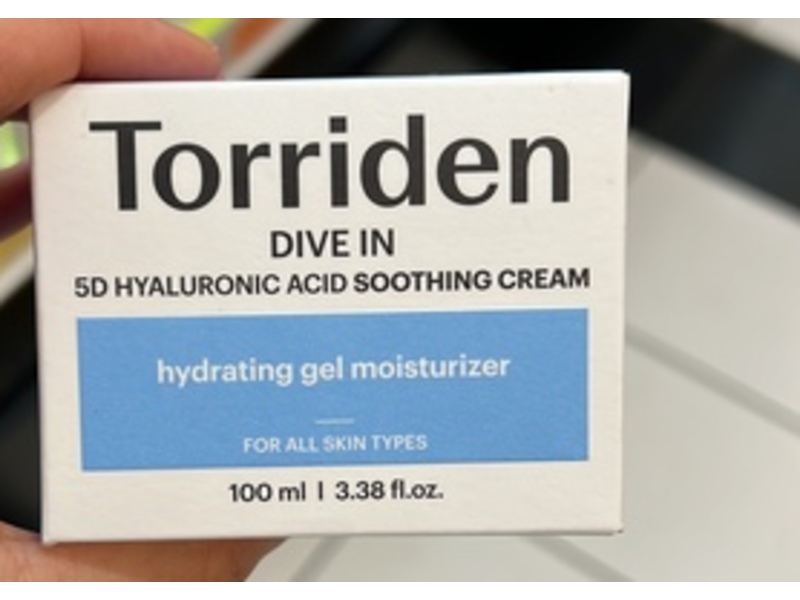 Torriden
DIVE IN
5D HYALURONIC ACID SOOTHING CREAM
hydrating gel moisturizer
FOR ALL SKIN TYPES
100 ml | 3.38 fl.oz.